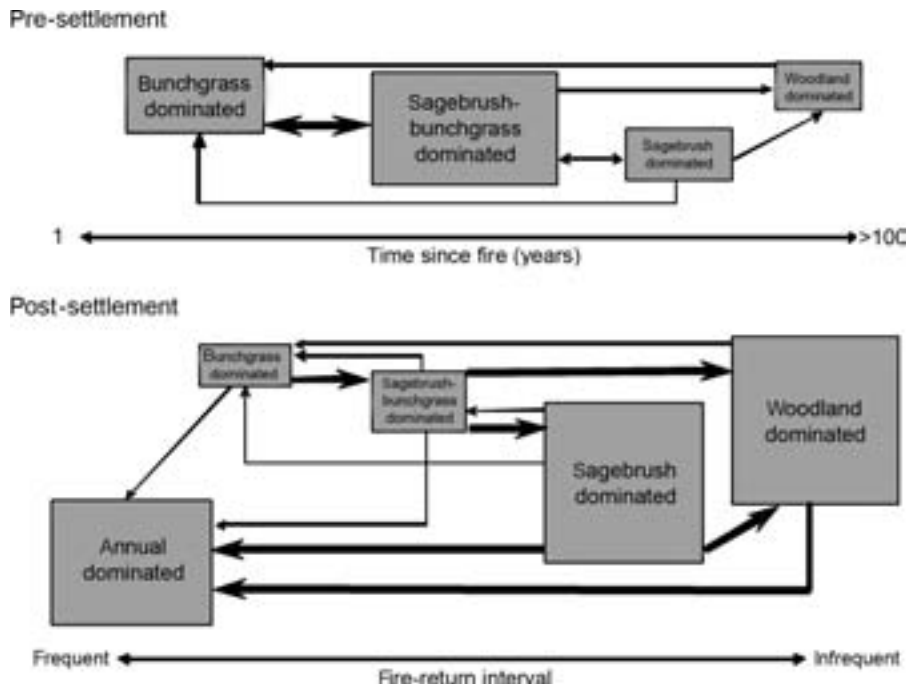 Pre-settlement
Bunchgrass
dominated
Sagebrush-
bunchgrass
dominated
Woodland
dominated
Sagebrush
dominated
1
>100
Time since fire (years)
Post-settlement
Bunchgrass
dominated
Sagebrush-
bunchgrass
dominated
Woodland
dominated
Sagebrush
dominated
Annual
dominated
Frequent
Infrequent
Fire-return interval